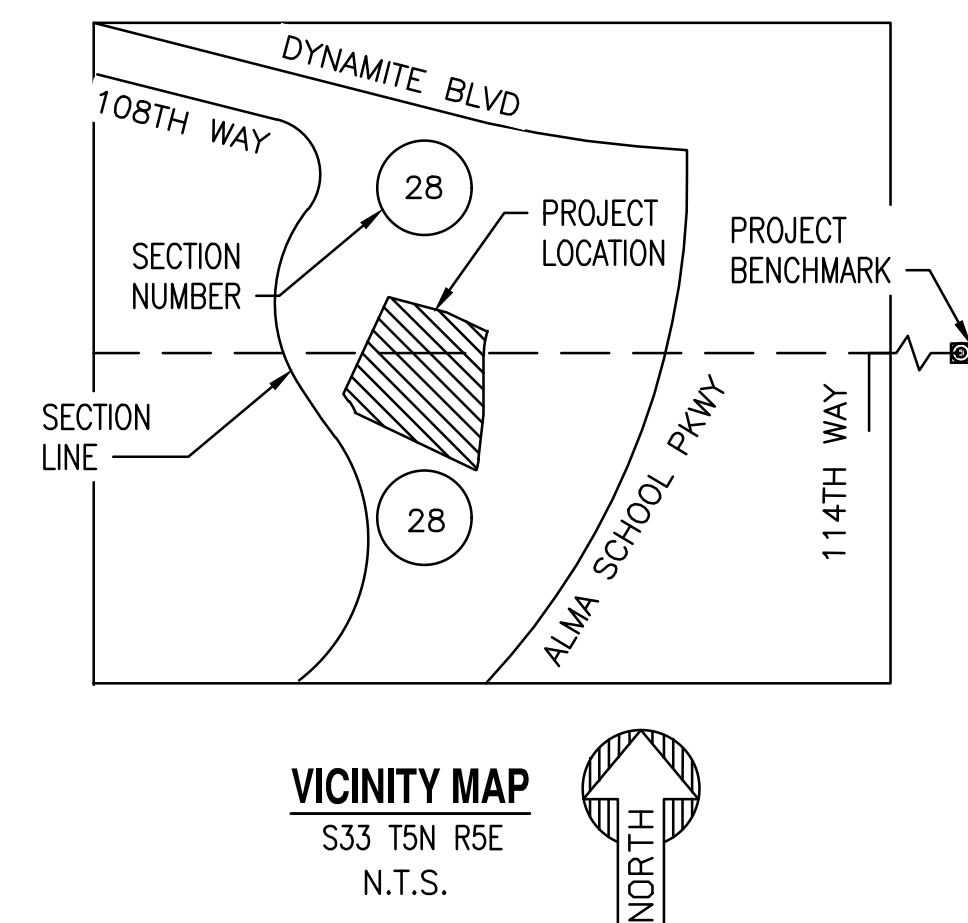 DYNAMITE BLVD
108TH WAY
28
PROJECT
LOCATION
SECTION
NUMBER
PROJECT
BENCHMARK
SECTION
LINE
28
ALMA SCHOOL PKWY
114TH WAY
VICINITY MAP
S33 T5N R5E
N.T.S.
NORTH